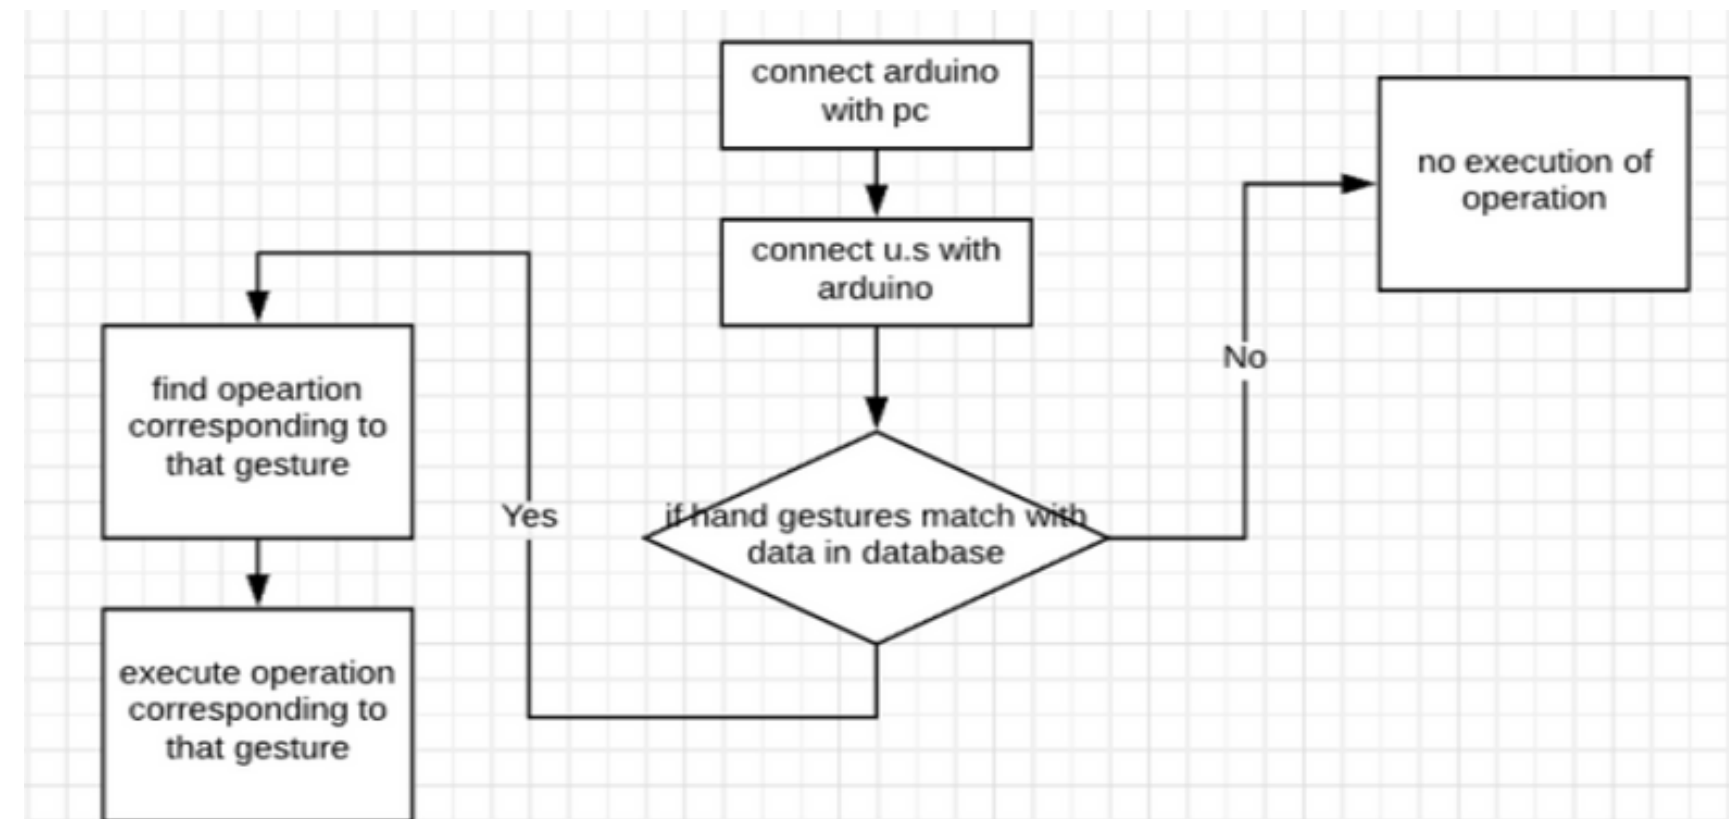 connect arduino
with pc
no execution of
operation
connect u.s with
arduino
No
find opeartion
corresponding to
that gesture
Yes
if hand gestures match with
data in database
execute operation
corresponding to
that gesture